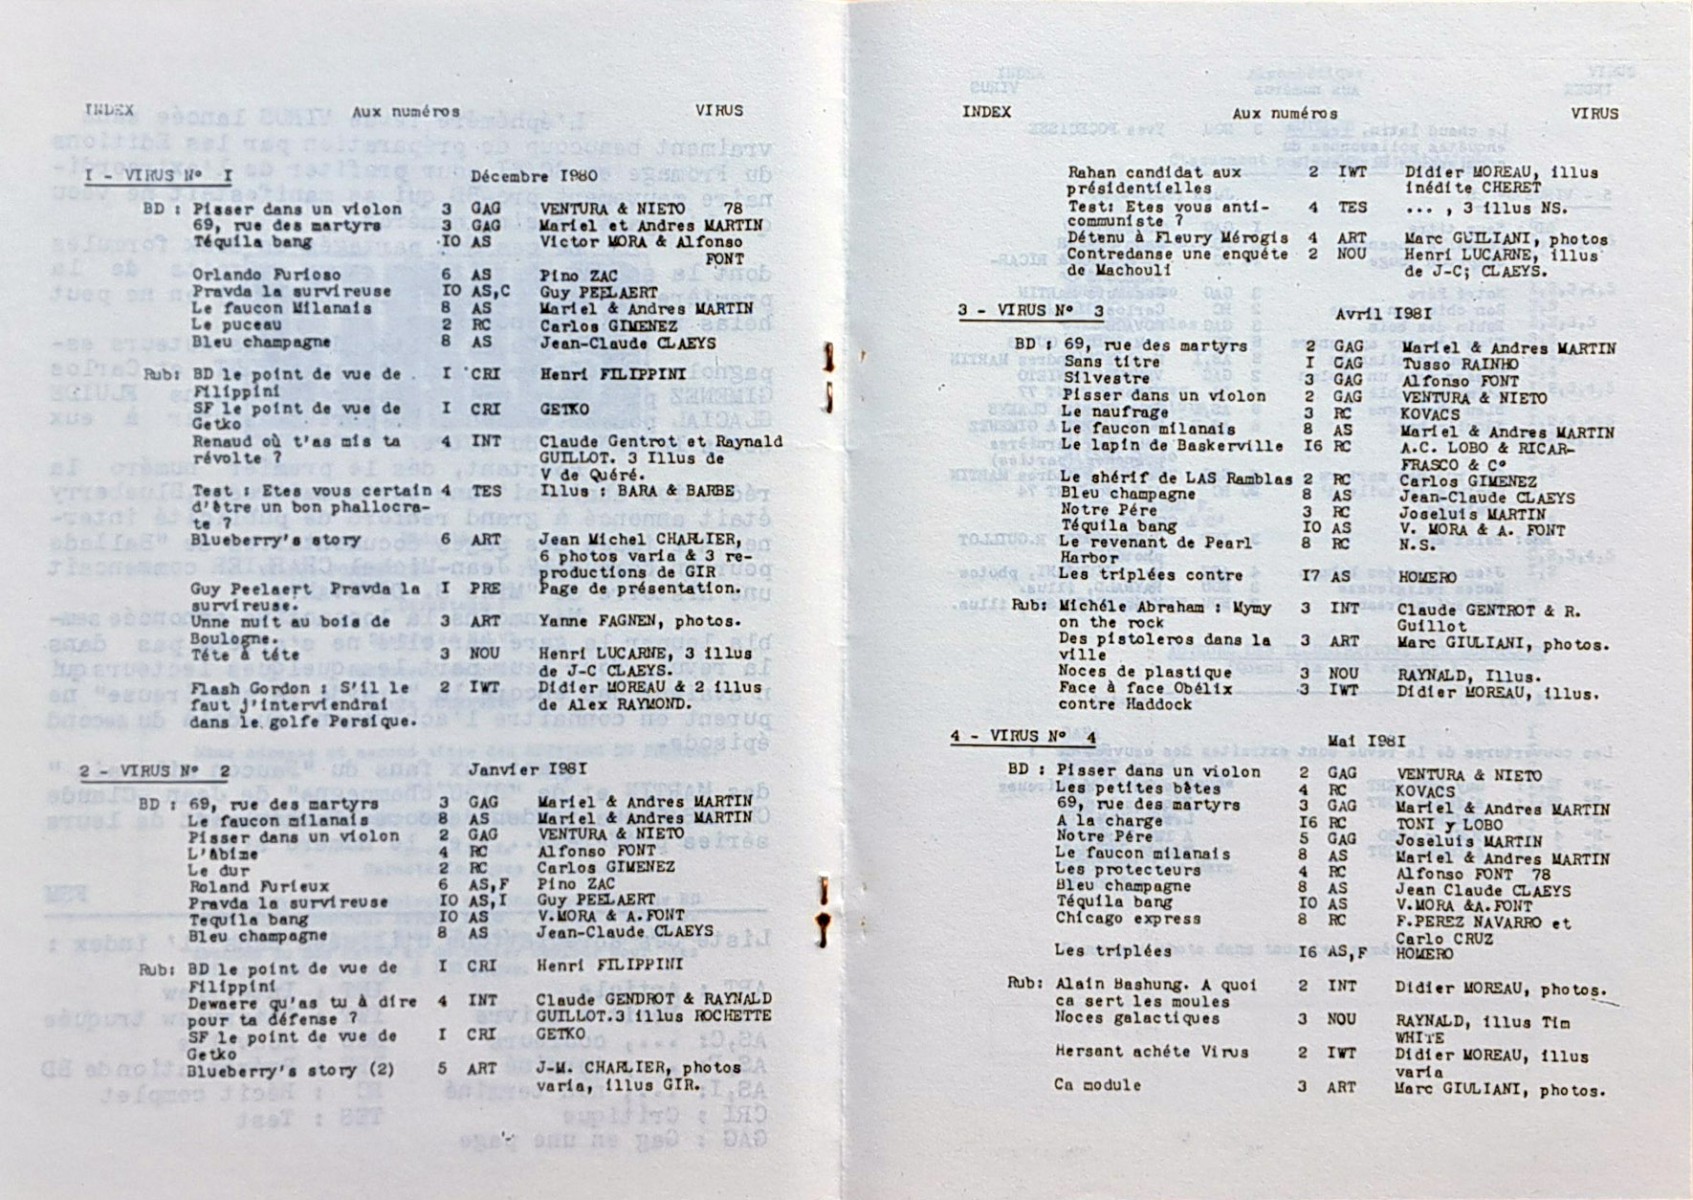 INDEX Aux numéros VIRUS
I - VIRUS N° I Décembre I980
BD : Pisser dans un violon 3 GAG VENTURA & NIETO 78
69, rue des martyrs 3 GAG Mariel et Andres MARTIN
Téquila bang IO AS Victor MORA & Alfonso
FONT
Orlando Furioso 6 AS Pino ZAC
Pravda la survireuse IO AS,C Guy PEELAERT
Le faucon Milanais 8 AS Mariel & Andres MARTIN
Le puceau 2 RC Carlos GIMENEZ
Bleu champagne 8 AS Jean-Claude CLAEYS
Rub: BD le point de vue de I CRI Henri FILIPPINI
Filippini
SF le point de vue de I CRI GETKO
Getko
Renaud où t'as mis ta 4 INT Claude Gentrot et Raynald
révolte ? GUILLOT. 3 Illus de
V de Quéré.
Test : Etes vous certain 4 TES Illus : BARA & BARBE
d'être un bon phallocra-
te ?
Blueberry's story 6 ART Jean Michel CHARLIER,
6 photos varia & 3 re-
productions de GIR
Guy Peelaert Pravda la I PRE Page de présentation.
survireuse.
Unne nuit au bois de 3 ART Yanne FAGNEN, photos.
Boulogne.
Téte à téte 3 NOU Henri LUCARNE, 3 illus
de J-C CLAEYS.
Flash Gordon : S'il le 2 IWT Didier MOREAU & 2 illus
faut j'interviendrai de Alex RAYMOND.
dans le golfe Persique.
2 - VIRUS N° 2 Janvier I98I
BD : 69, rue des martyrs 3 GAG Mariel & Andres MARTIN
Le faucon milanais 8 AS Mariel & Andres MARTIN
Pisser dans un violon 2 GAG VENTURA & NIETO
L'âbime 4 RC Alfonso FONT
Le dur 2 RC Carlos GIMENEZ
Roland Furieux 6 AS,F Pino ZAC
Pravda la survireuse IO AS,I Guy PEELAERT
Tequila bang IO AS V.MORA & A.FONT
Bleu champagne 8 AS Jean-Claude CLAEYS
Rub: BD le point de vue de I CRI Henri FILIPPINI
Filippini
Dewaere qu'as tu à dire 4 INT Claude GENDROT & RAYNALD
pour ta défense ? GUILLOT.3 illus ROCHETTE
SF le point de vue de I CRI GETKO
Getko
Blueberry's story (2) 5 ART J-M. CHARLIER, photos
varia, illus GIR.
INDEX Aux numéros VIRUS
Rahan candidat aux 2 IWT Didier MOREAU, illus
présidentielles inédite CHERET
Test: Etes vous anti- 4 TES ... , 3 illus NS.
communiste ?
Détenu à Fleury Mérogis 4 ART Marc GUILIANI, photos
Contredanse une enquéte 2 NOU Henri LUCARNE, illus
de Machouli de J-C; CLAEYS.
3 - VIRUS N° 3 Avril I98I
BD : 69, rue des martyrs 2 GAG Mariel & Andres MARTIN
Sans titre I GAG Tusso RAINHO
Silvestre 3 GAG Alfonso FONT
Pisser dans un violon 2 GAG VENTURA & NIETO
Le naufrage 3 RC KOVACS
Le faucon milanais 8 AS Mariel & Andres MARTIN
Le lapin de Baskerville I6 RC A.C. LOBO & RICAR-
FRASCO & C°
Le shérif de LAS Ramblas 2 RC Carlos GIMENEZ
Bleu champagne 8 AS Jean-Claude CLAEYS
Notre Pére 3 RC Joseluis MARTIN
Téquila bang IO AS V. MORA & A. FONT
Le revenant de Pearl 8 RC N.S.
Harbor
Les triplées contre I7 AS HOMERO
Rub: Michéle Abraham : Mymy 3 INT Claude GENTROT & R.
on the rock Guillot
Des pistoleros dans la 3 ART Marc GIULIANI, photos.
ville
Noces de plastique 3 NOU RAYNALD, Illus.
Face à face Obélix 3 IWT Didier MOREAU, illus.
contre Haddock
4 - VIRUS N° 4 Mai I98I
BD : Pisser dans un violon 2 GAG VENTURA & NIETO
Les petites bêtes 4 RC KOVACS
69, rue des martyrs 3 GAG Mariel & Andres MARTIN
A la charge I6 RC TONI y LOBO
Notre Pére 5 GAG Joseluis MARTIN
Le faucon milanais 8 AS Mariel & Andres MARTIN
Les protecteurs 4 RC Alfonso FONT 78
Bleu champagne 8 AS Jean Claude CLAEYS
Téquila bang IO AS V.MORA &A.FONT
Chicago express 8 RC F.PEREZ NAVARRO et
Carlo CRUZ
Les triplées I6 AS,F HOMERO
Rub: Alain Bashung. A quoi 2 INT Didier MOREAU, photos.
ca sert les moules
Noces galactiques 3 NOU RAYNALD, illus Tim
WHITE
Hersant achéte Virus 2 IWT Didier MOREAU, illus
varia
Ca module 3 ART Marc GIULIANI, photos.